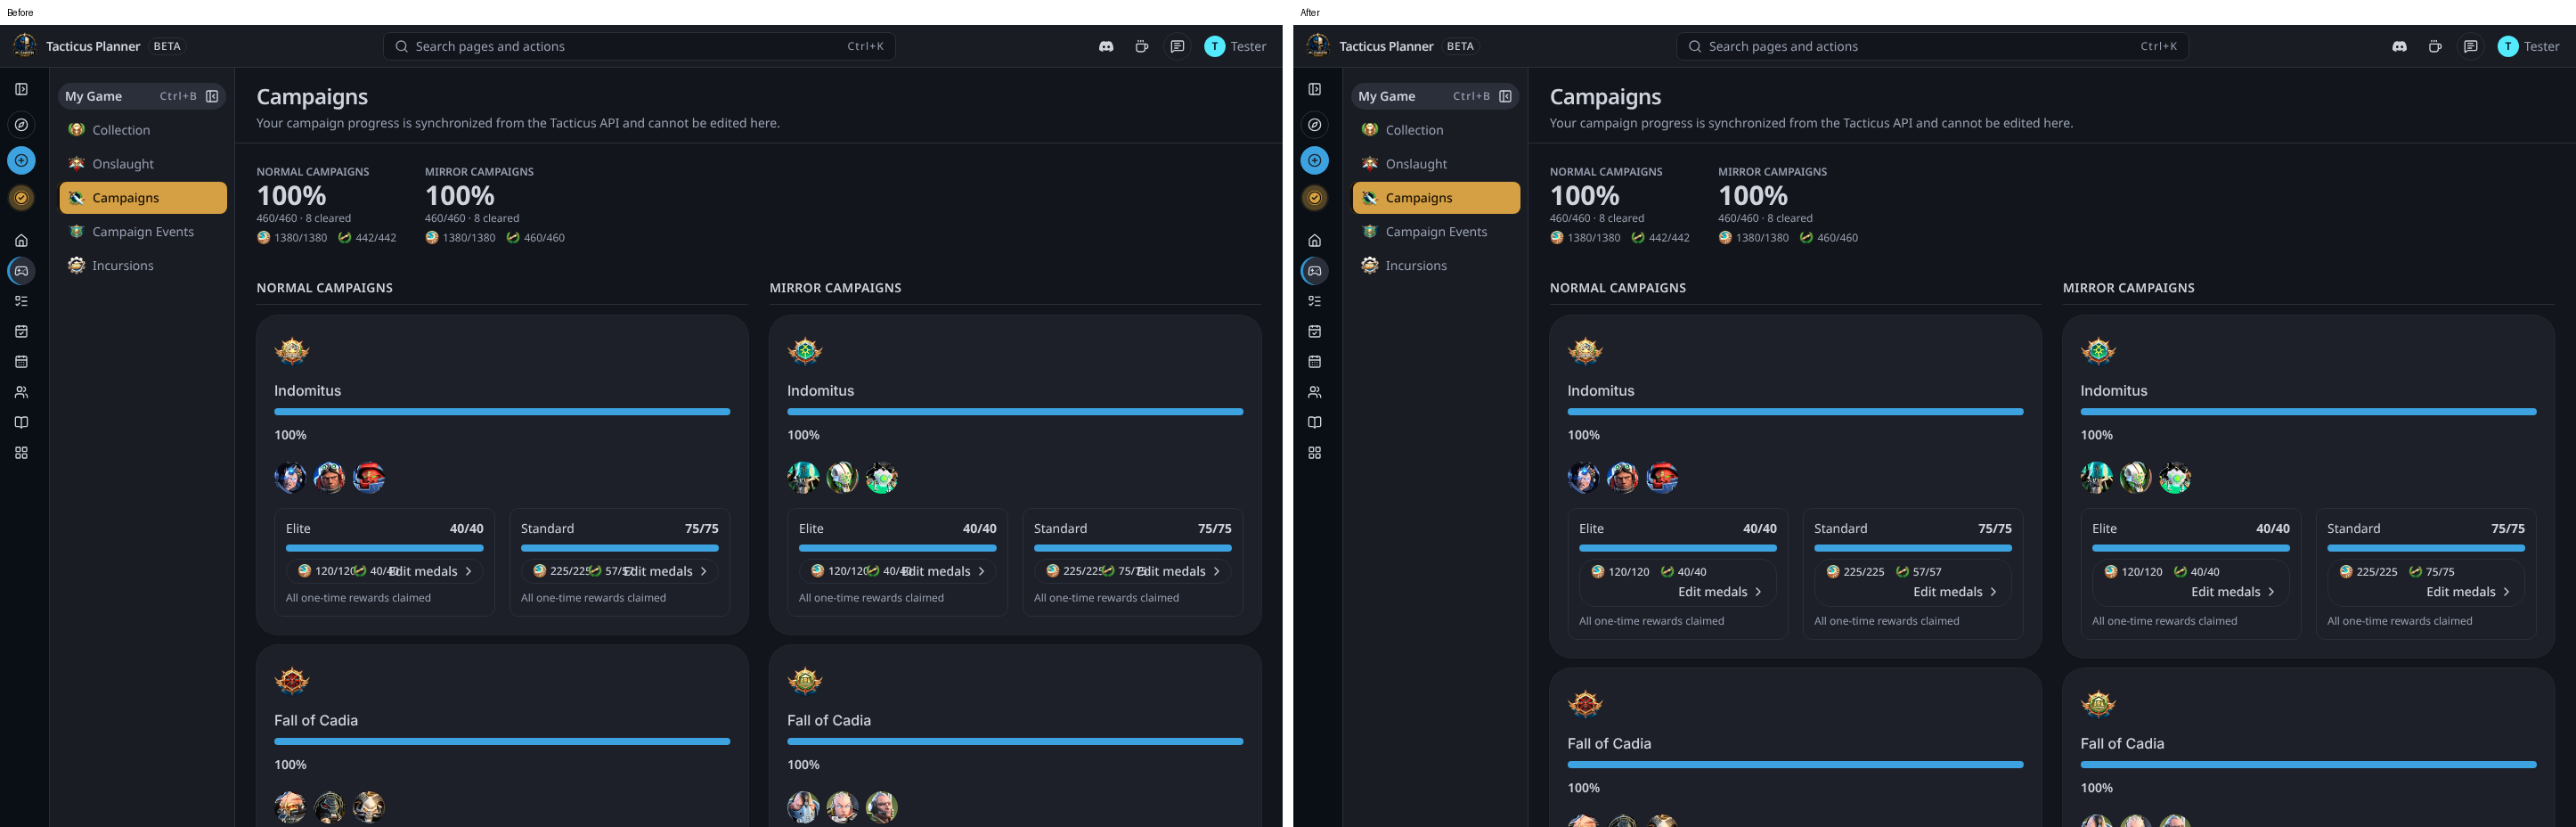 Before
Tacticus Planner BETA
Search pages and actions Ctrl+K
T Tester
My Game Ctrl+B
Collection
Onslaught
Campaigns
Campaign Events
Incursions
Campaigns
Your campaign progress is synchronized from the Tacticus API and cannot be edited here.
NORMAL CAMPAIGNS MIRROR CAMPAIGNS
100% 100%
460/460 · 8 cleared 460/460 · 8 cleared
1380/1380 442/442 1380/1380 460/460
NORMAL CAMPAIGNS MIRROR CAMPAIGNS
Indomitus Indomitus
100% 100%
Elite 40/40 Standard 75/75 Elite 40/40 Standard 75/75
120/120 Edit medals 225/225 Edit medals 120/120 Edit medals 225/225 Edit medals
All one-time rewards claimed All one-time rewards claimed All one-time rewards claimed All one-time rewards claimed
Fall of Cadia Fall of Cadia
100% 100%
After
Tacticus Planner BETA
Search pages and actions Ctrl+K
T Tester
My Game Ctrl+B
Collection
Onslaught
Campaigns
Campaign Events
Incursions
Campaigns
Your campaign progress is synchronized from the Tacticus API and cannot be edited here.
NORMAL CAMPAIGNS MIRROR CAMPAIGNS
100% 100%
460/460 · 8 cleared 460/460 · 8 cleared
1380/1380 442/442 1380/1380 460/460
NORMAL CAMPAIGNS MIRROR CAMPAIGNS
Indomitus Indomitus
100% 100%
Elite 40/40 Standard 75/75 Elite 40/40 Standard 75/75
120/120 40/40 225/225 57/57 120/120 40/40 225/225 75/75
Edit medals Edit medals Edit medals Edit medals
All one-time rewards claimed All one-time rewards claimed All one-time rewards claimed All one-time rewards claimed
Fall of Cadia Fall of Cadia
100% 100%